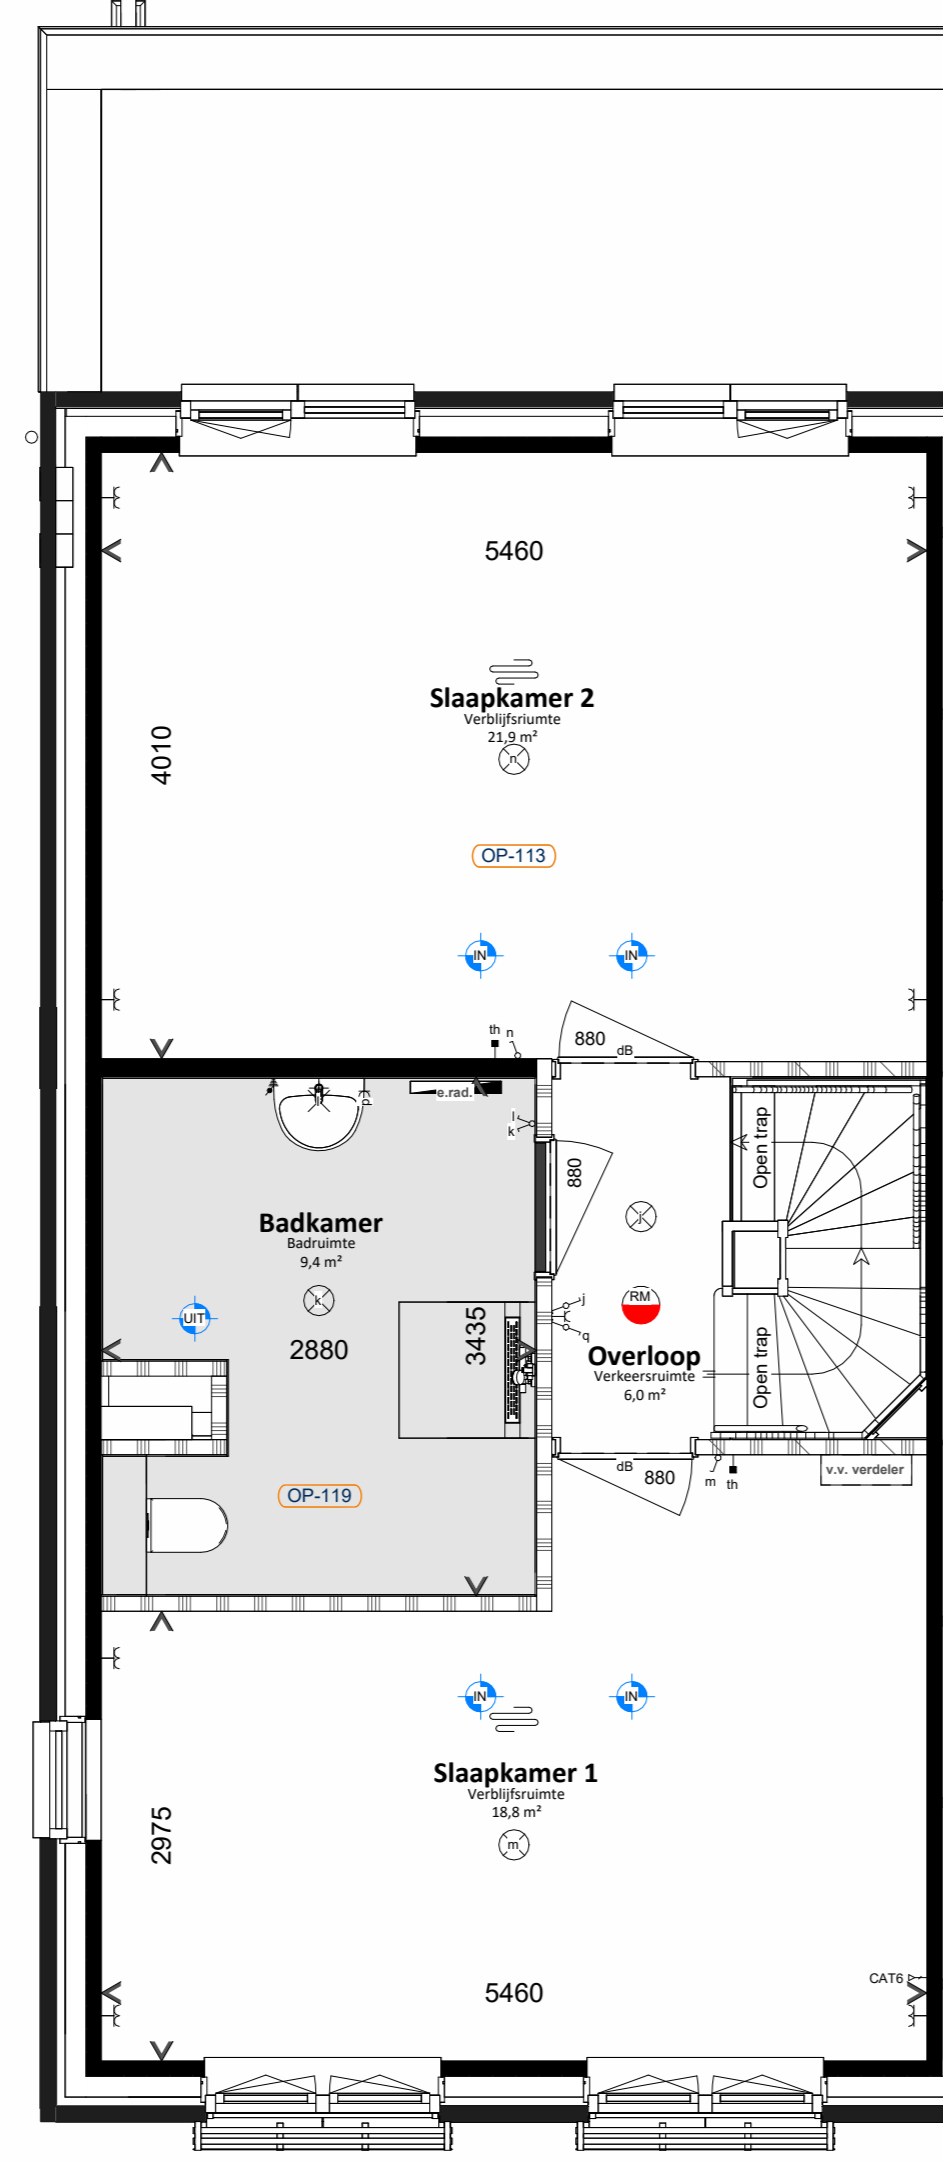 5460
4010
Slaapkamer 2
Verblijfsriumte
21,9 m²
n
OP-113
IN
IN
th n
880
dB
e.rad.
l
k
880
Open trap
Badkamer
Badruimte
9,4 m²
k
j
UIT
RM
2880
3435
j
q
Overloop
Verkeersruimte
6,0 m²
Open trap
dB
880
m
th
v.v. verdeler
OP-119
IN
IN
Slaapkamer 1
Verblijfsruimte
18,8 m²
m
2975
CAT6
5460